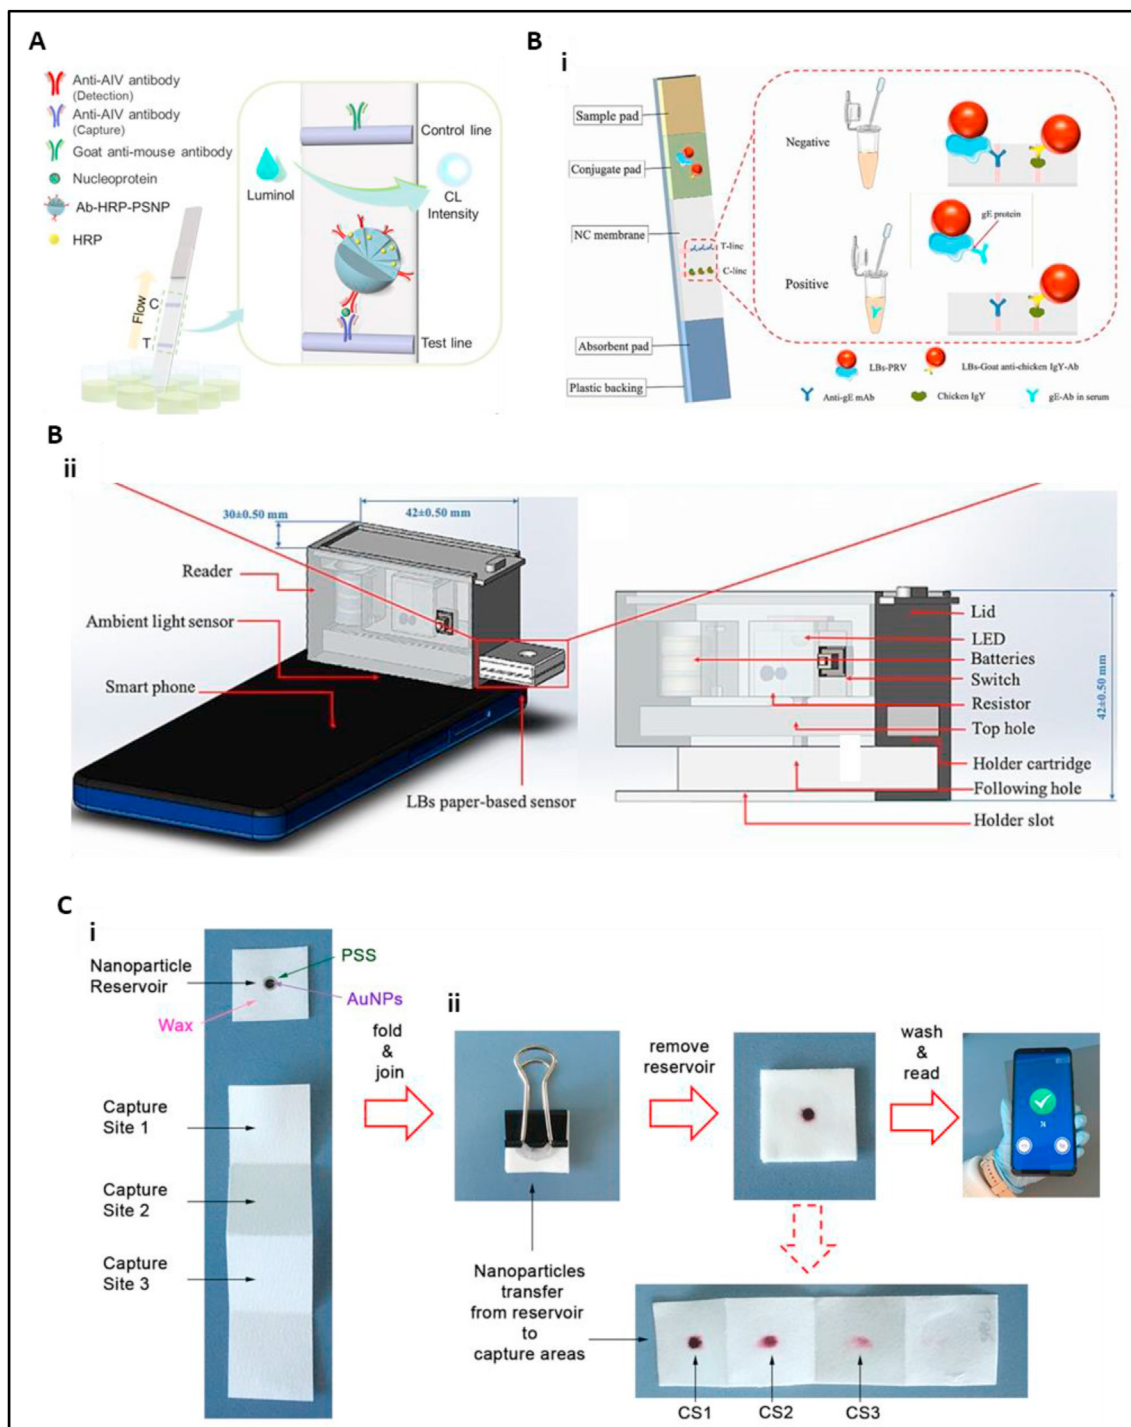 A
Anti-AIV antibody
(Detection)
Anti-AIV antibody
(Capture)
Goat anti-mouse antibody
Nucleoprotein
Ab-HRP-PSNP
HRP
Flow
C
T
Luminol
Control line
CL
Intensity
Test line
B
i
Sample pad
Conjugate pad
NC membrane
T-line
C-line
Absorbent pad
Plastic backing
Negative
gE protein
Positive
LBs-PRV
LBs-Goat anti-chicken IgY-Ab
Anti-gE mAb
Chicken IgY
gE-Ab in serum
B
ii
30±0.50 mm
42±0.50 mm
Reader
Ambient light sensor
Smart phone
LBs paper-based sensor
Lid
LED
Batteries
Switch
Resistor
Top hole
Holder cartridge
Following hole
Holder slot
42±0.50 mm
C
i
Nanoparticle
Reservoir
PSS
AuNPs
Wax
Capture
Site 1
Capture
Site 2
Capture
Site 3
fold
&
join
ii
remove
reservoir
wash
&
read
Nanoparticles
transfer
from reservoir
to
capture areas
CS1
CS2
CS3